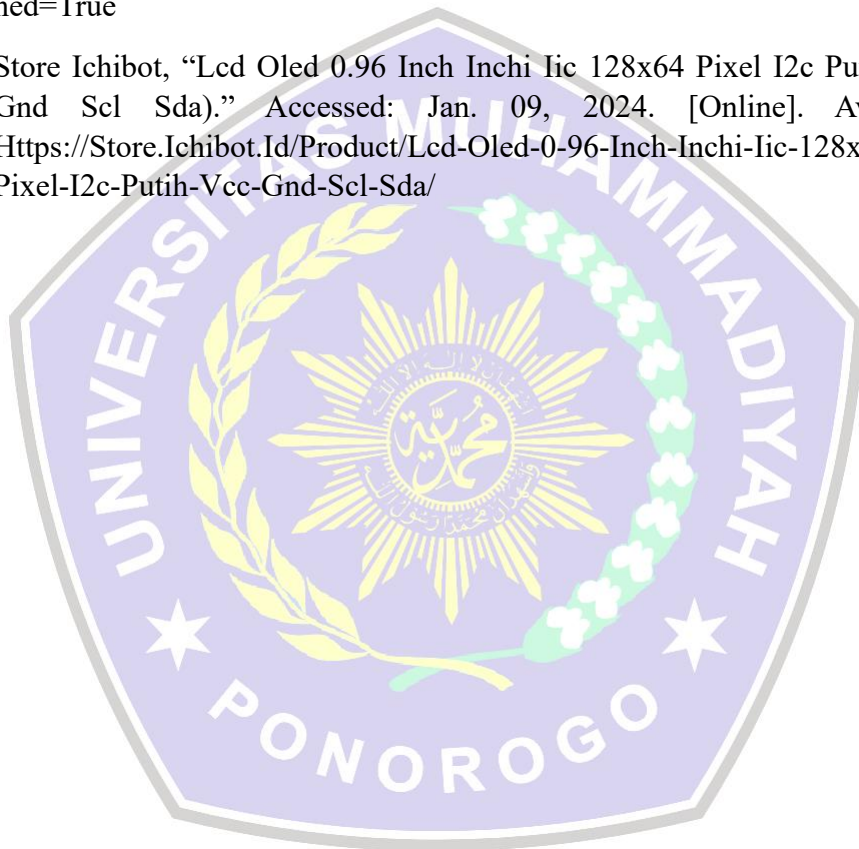 ned=True
Store Ichibot, “Lcd Oled 0.96 Inch Inchi Iic 128x64 Pixel I2c Pu
Gnd Scl Sda).” Accessed: Jan. 09, 2024. [Online]. Av
Https://Store.Ichibot.Id/Product/Lcd-Oled-0-96-Inch-Inchi-Iic-128x
Pixel-I2c-Putih-Vcc-Gnd-Scl-Sda/
UNIVERSITAS MUHAMMADIYAH
محمدية
PONOROGO